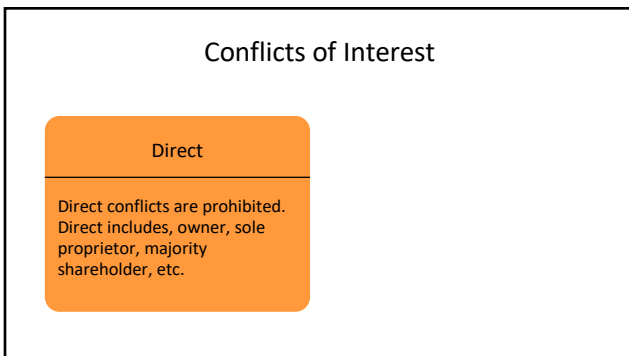 Conflicts of Interest
Direct
Direct conflicts are prohibited.
Direct includes, owner, sole
proprietor, majority
shareholder, etc.